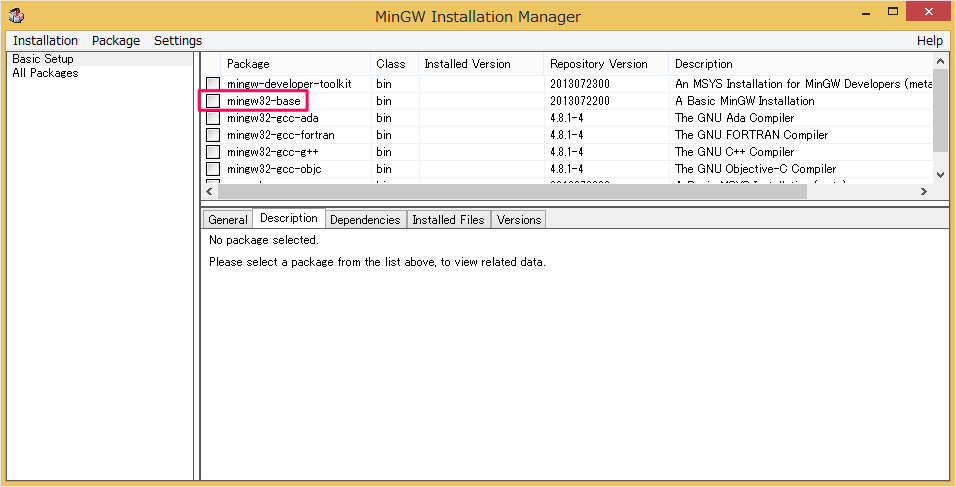 MinGW Installation Manager
Installation Package Settings Help
Basic Setup
All Packages
Package Class Installed Version Repository Version Description
mingw-developer-toolkit bin 2013072300 An MSYS Installation for MinGW Developers (meta
mingw32-base bin 2013072200 A Basic MinGW Installation
mingw32-gcc-ada bin 4.8.1-4 The GNU Ada Compiler
mingw32-gcc-fortran bin 4.8.1-4 The GNU FORTRAN Compiler
mingw32-gcc-g++ bin 4.8.1-4 The GNU C++ Compiler
mingw32-gcc-objc bin 4.8.1-4 The GNU Objective-C Compiler
General Description Dependencies Installed Files Versions
No package selected.
Please select a package from the list above, to view related data.